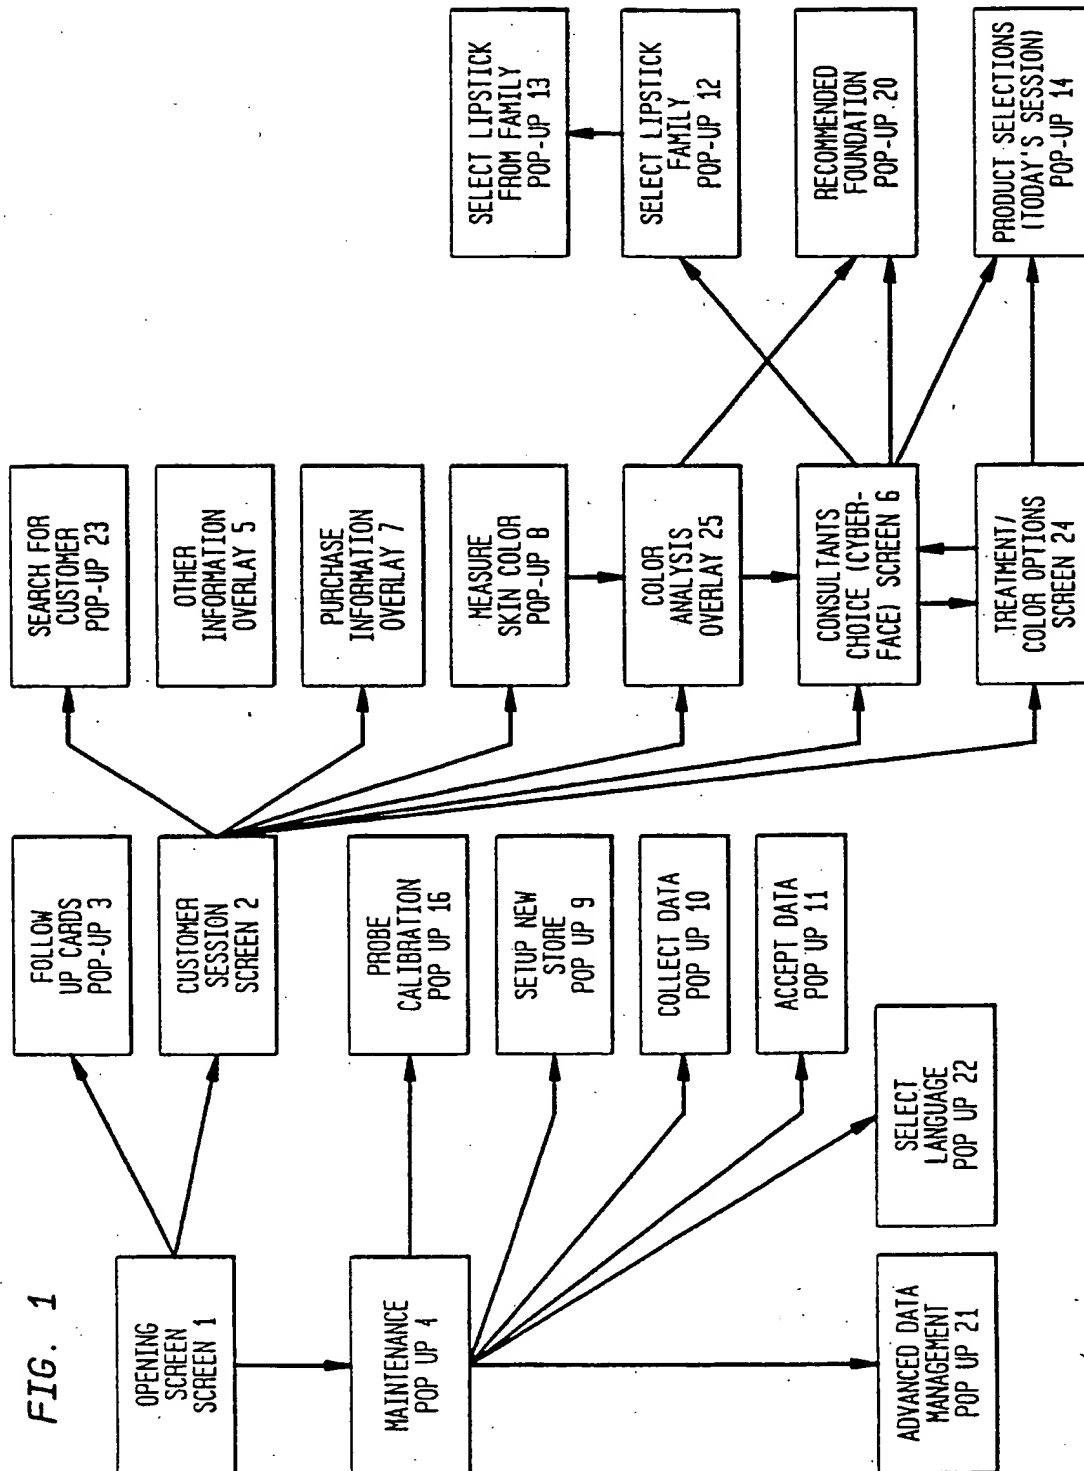 FIG. 1
OPENING
SCREEN
SCREEN 1
MAINTENANCE
POP UP 4
ADVANCED DATA
MANAGEMENT
POP UP 21
FOLLOW
UP CARDS
POP-UP 3
CUSTOMER
SESSION
SCREEN 2
PROBE
CALIBRATION
POP UP 16
SETUP NEW
STORE
POP UP 9
COLLECT DATA
POP UP 10
ACCEPT DATA
POP UP 11
SELECT
LANGUAGE
POP UP 22
SEARCH FOR
CUSTOMER
POP-UP 23
OTHER
INFORMATION
OVERLAY 5
PURCHASE
INFORMATION
OVERLAY 7
MEASURE
SKIN COLOR
POP-UP 8
COLOR
ANALYSIS
OVERLAY 25
CONSULTANTS
CHOICE (CYBER-
FACE) SCREEN 6
TREATMENT/
COLOR OPTIONS
SCREEN 24
SELECT LIPSTICK
FROM FAMILY
POP-UP 13
SELECT LIPSTICK
FAMILY
POP-UP 12
RECOMMENDED
FOUNDATION
POP-UP 20
PRODUCT SELECTIONS
(TODAY'S SESSION)
POP-UP 14